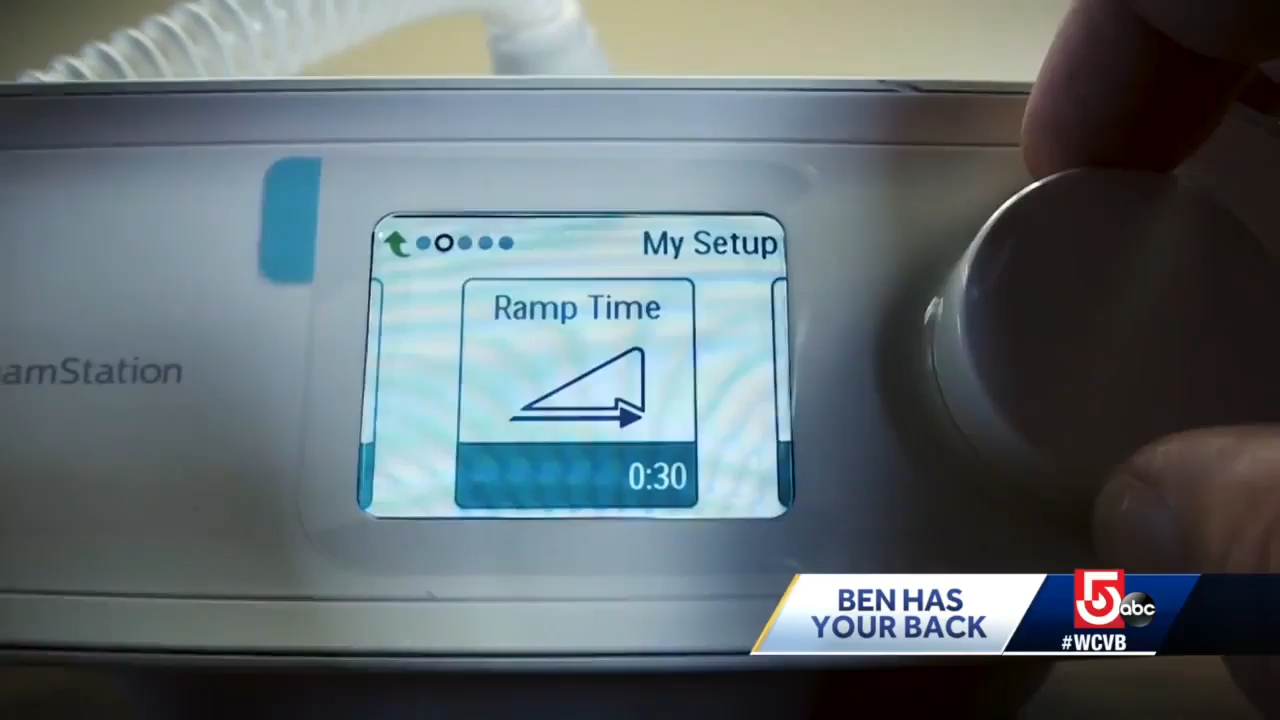 My Setup
Ramp Time
0:30
amStation
BEN HAS
YOUR BACK
5
abc
#WCVB